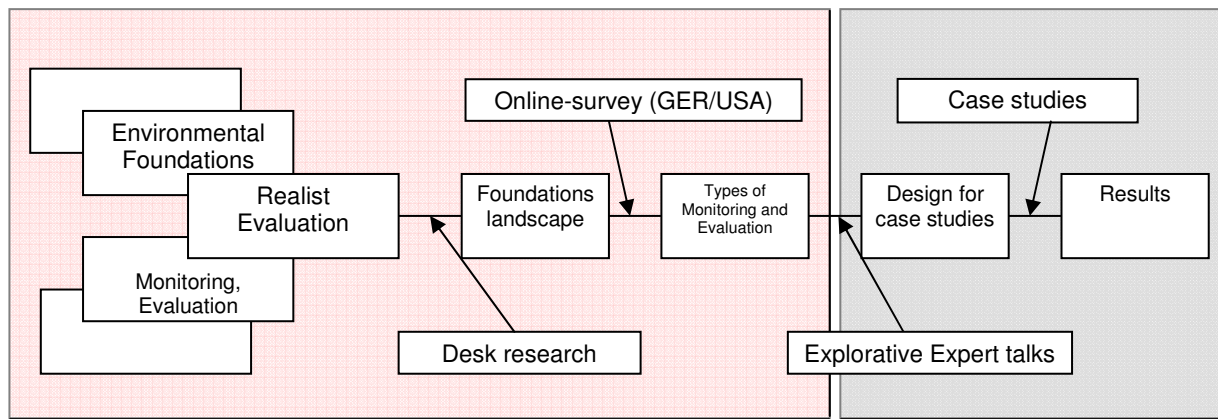 Online-survey (GER/USA)
Case studies
Environmental
Foundations
Realist
Evaluation
Foundations
landscape
Types of
Monitoring and
Evaluation
Design for
case studies
Results
Monitoring,
Evaluation
Desk research
Explorative Expert talks